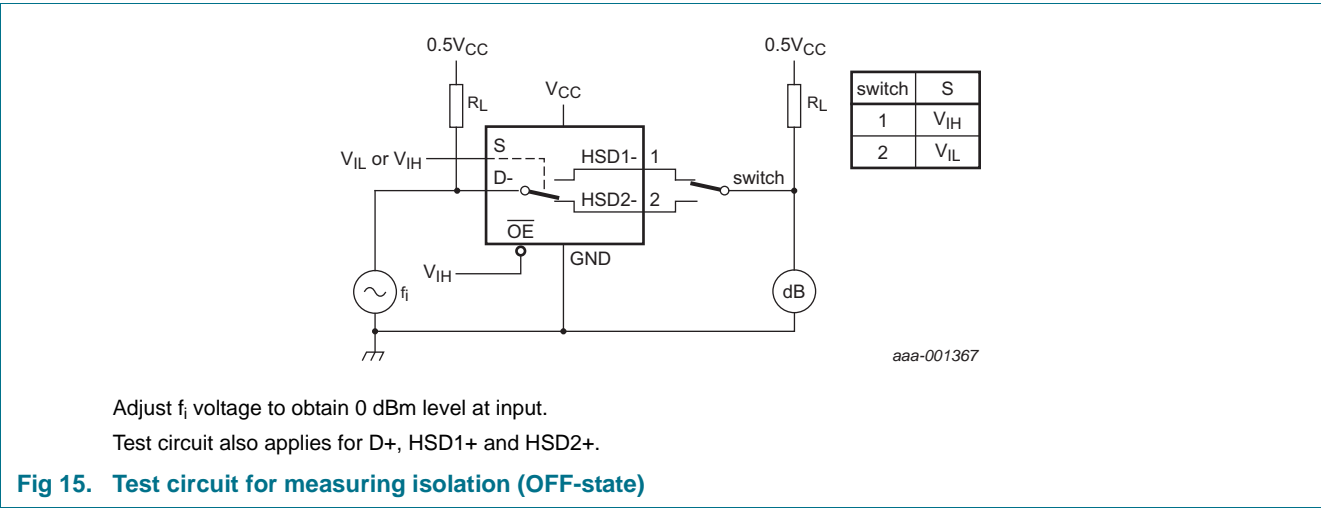 0.5VCC
0.5VCC
RL
VCC
RL
switch S
1 VIH
2 VIL
S
HSD1- 1
VIL or VIH
D-
switch
HSD2- 2
OE
GND
VIH
fi
dB
aaa-001367
Adjust fi voltage to obtain 0 dBm level at input.
Test circuit also applies for D+, HSD1+ and HSD2+.
Fig 15. Test circuit for measuring isolation (OFF-state)